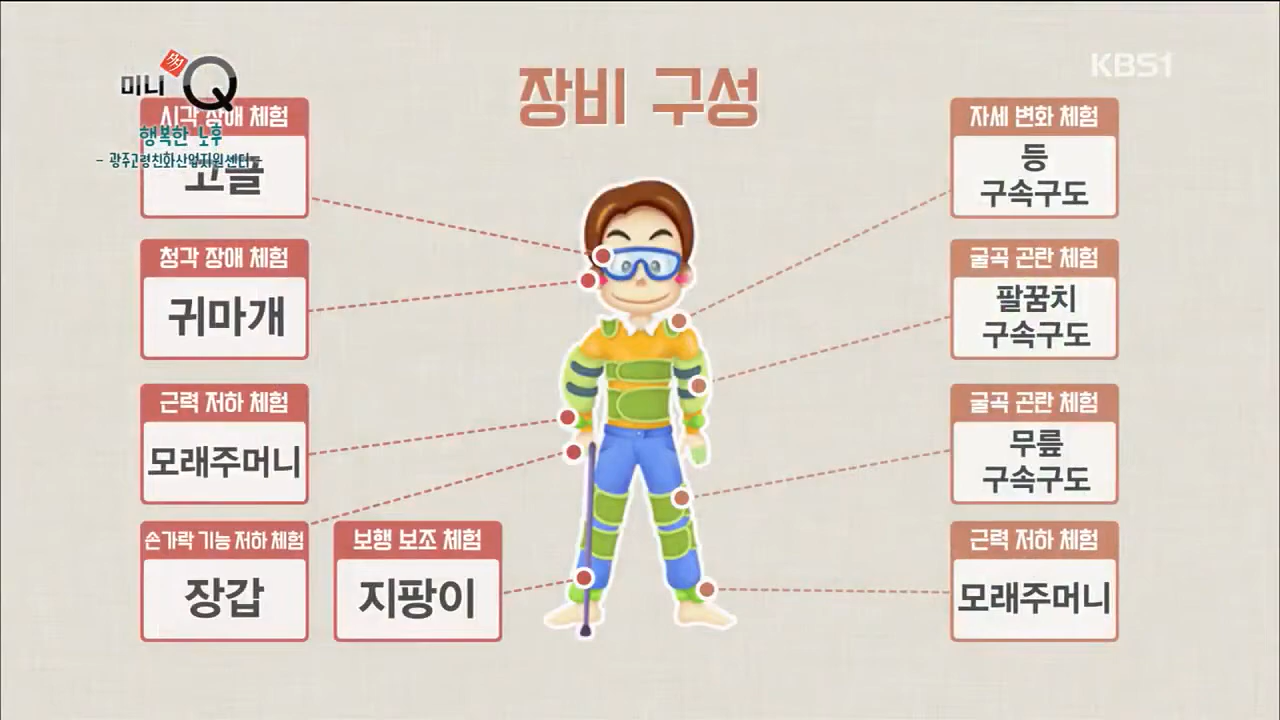 미니 多 Q
행복한 노후
- 광주고령친화산업지원센터 -
KBS1
장비 구성
시각 장애 체험
고글
청각 장애 체험
귀마개
근력 저하 체험
모래주머니
손가락 기능 저하 체험
장갑
보행 보조 체험
지팡이
자세 변화 체험
등
구속구도
굴곡 곤란 체험
팔꿈치
구속구도
굴곡 곤란 체험
무릎
구속구도
근력 저하 체험
모래주머니